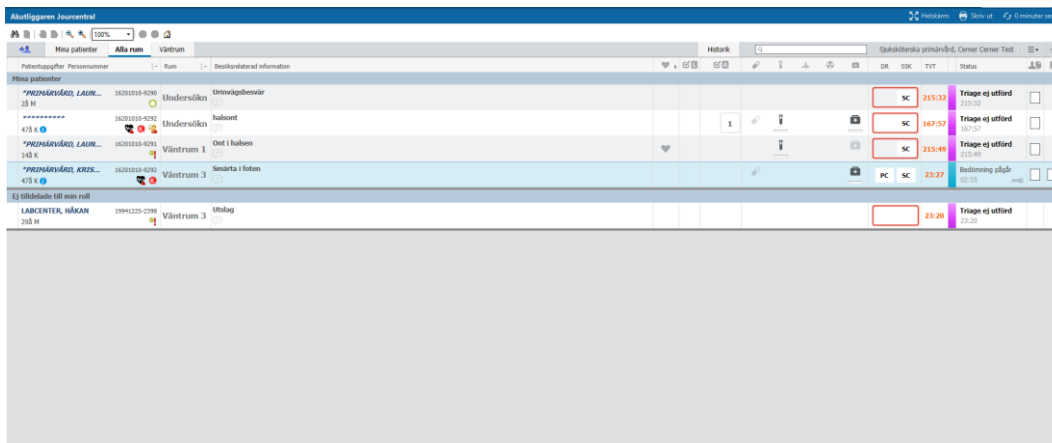 Akutliggaren Jourcentral
Helskärm Skriv ut 0 minuter se
100%
Mina patienter Alla rum Väntrum Historik Sjuksköterska primärvård, Cerner Cerner Test
Patientuppgifter Personnummer Rum Besöksrelaterad information DR SSK TVT Status
Mina patienter
*PRIMÄRVÅRD, LAUN... 16201010-9290 Undersökn Urinvägsbesvär SC 215:32 Triage ej utförd
2å M 215:32
********** 16201010-9292 Undersökn halsont 1 SC 167:57 Triage ej utförd
47å K 167:57
*PRIMÄRVÅRD, LAUN... 16201010-9291 Väntrum 1 Ont i halsen SC 215:49 Triage ej utförd
14å K 215:49
*PRIMÄRVÅRD, KRIS... 16201010-9292 Väntrum 3 Smärta i foten PC SC 23:27 Bedömning pågår
47å K 02:55
Ej tilldelade till min roll
LABCENTER, HÅKAN 19941225-2398 Väntrum 3 Utslag 23:20 Triage ej utförd
29å M 23:20